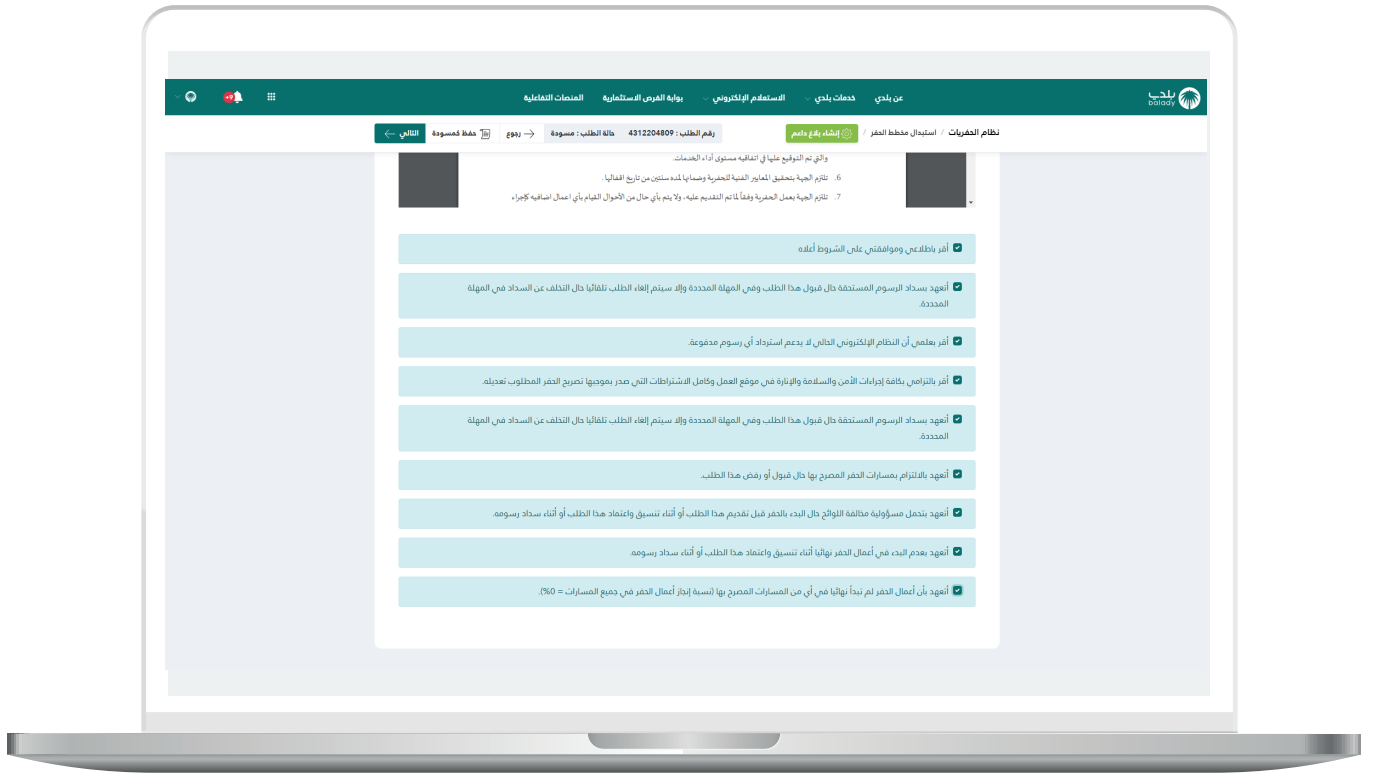 بلدي
balady
عن بلدي
خدمات بلدي
الاستعلام الإلكتروني
بوابة الفرص الاستثمارية
المنصات التفاعلية
+9
نظام الحفريات / استبدال مخطط الحفر /
إنشاء بلاغ داعم
رقم الطلب : 4312204809
حالة الطلب : مسودة
رجوع
حفظ كمسودة
التالي
والتي تم التوقيع عليها في اتفاقيه مستوى أداء الخدمات.
6. تلتزم الجهة بتحقيق المعايير الفنية للحفرية وضمانها لمده سنتين من تاريخ اقفالها .
7. تلتزم الجهة بعمل الحفرية وفقاً لما تم التقديم عليه، ولا يتم بأي حال من الأحوال القيام بأي اعمال اضافيه كإجراء
أقر باطلاعي وموافقتي على الشروط أعلاه
أتعهد بسداد الرسوم المستحقة حال قبول هذا الطلب وفي المهلة المحددة وإلا سيتم إلغاء الطلب تلقائيا حال التخلف عن السداد في المهلة
المحددة.
أقر بعلمي أن النظام الإلكتروني الحالي لا يدعم استرداد أي رسوم مدفوعة.
أقر بالتزامي بكافة إجراءات الأمن والسلامة والإنارة في موقع العمل وكامل الاشتراطات التي صدر بموجبها تصريح الحفر المطلوب تعديله.
أتعهد بسداد الرسوم المستحقة حال قبول هذا الطلب وفي المهلة المحددة وإلا سيتم إلغاء الطلب تلقائيا حال التخلف عن السداد في المهلة
المحددة.
أتعهد بالالتزام بمسارات الحفر المصرح بها حال قبول أو رفض هذا الطلب.
أتعهد بتحمل مسؤولية مخالفة اللوائح حال البدء بالحفر قبل تقديم هذا الطلب أو أثناء تنسيق واعتماد هذا الطلب أو أثناء سداد رسومه.
أتعهد بعدم البدء في أعمال الحفر نهائيا أثناء تنسيق واعتماد هذا الطلب أو أثناء سداد رسومه.
أتعهد بأن أعمال الحفر لم تبدأ نهائيا في أي من المسارات المصرح بها (نسبة إنجاز أعمال الحفر في جميع المسارات = 0%).